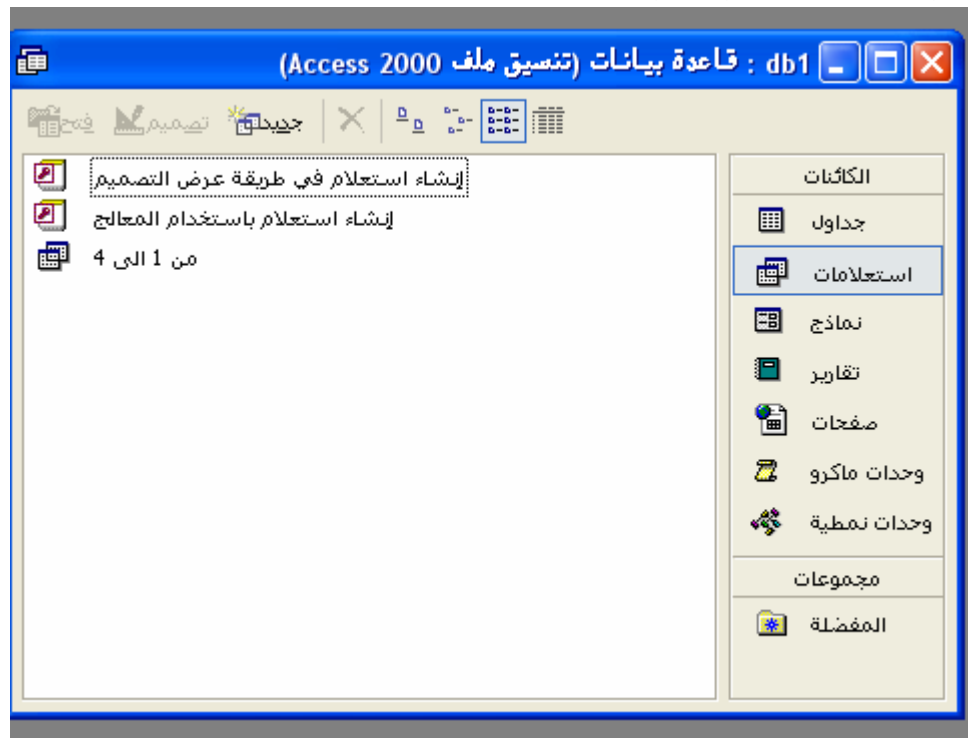 db1 : قاعدة بيانات (تنسيق ملف Access 2000)
فتح تصميم جديد
الكائنات
جداول
استعلامات
نماذج
تقارير
صفحات
وحدات ماكرو
وحدات نمطية
مجموعات
المفضلة
إنشاء استعلام في طريقة عرض التصميم
إنشاء استعلام باستخدام المعالج
من 1 الى 4